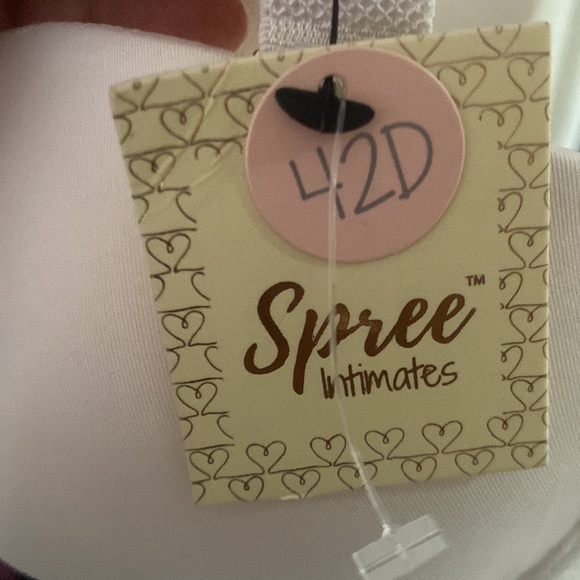 42D
Spree™
Intimates